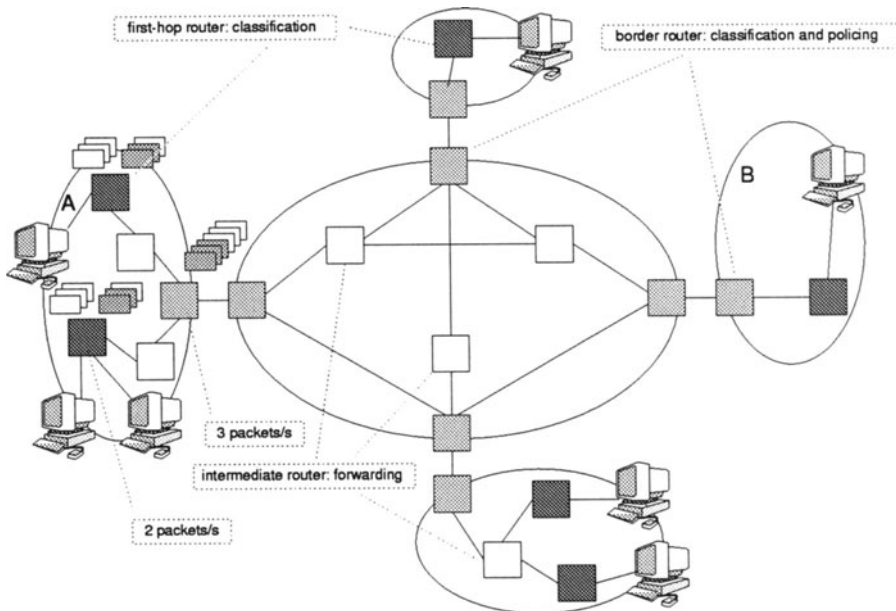 first-hop router: classification
border router: classification and policing
A
B
3 packets/s
intermediate router: forwarding
2 packets/s